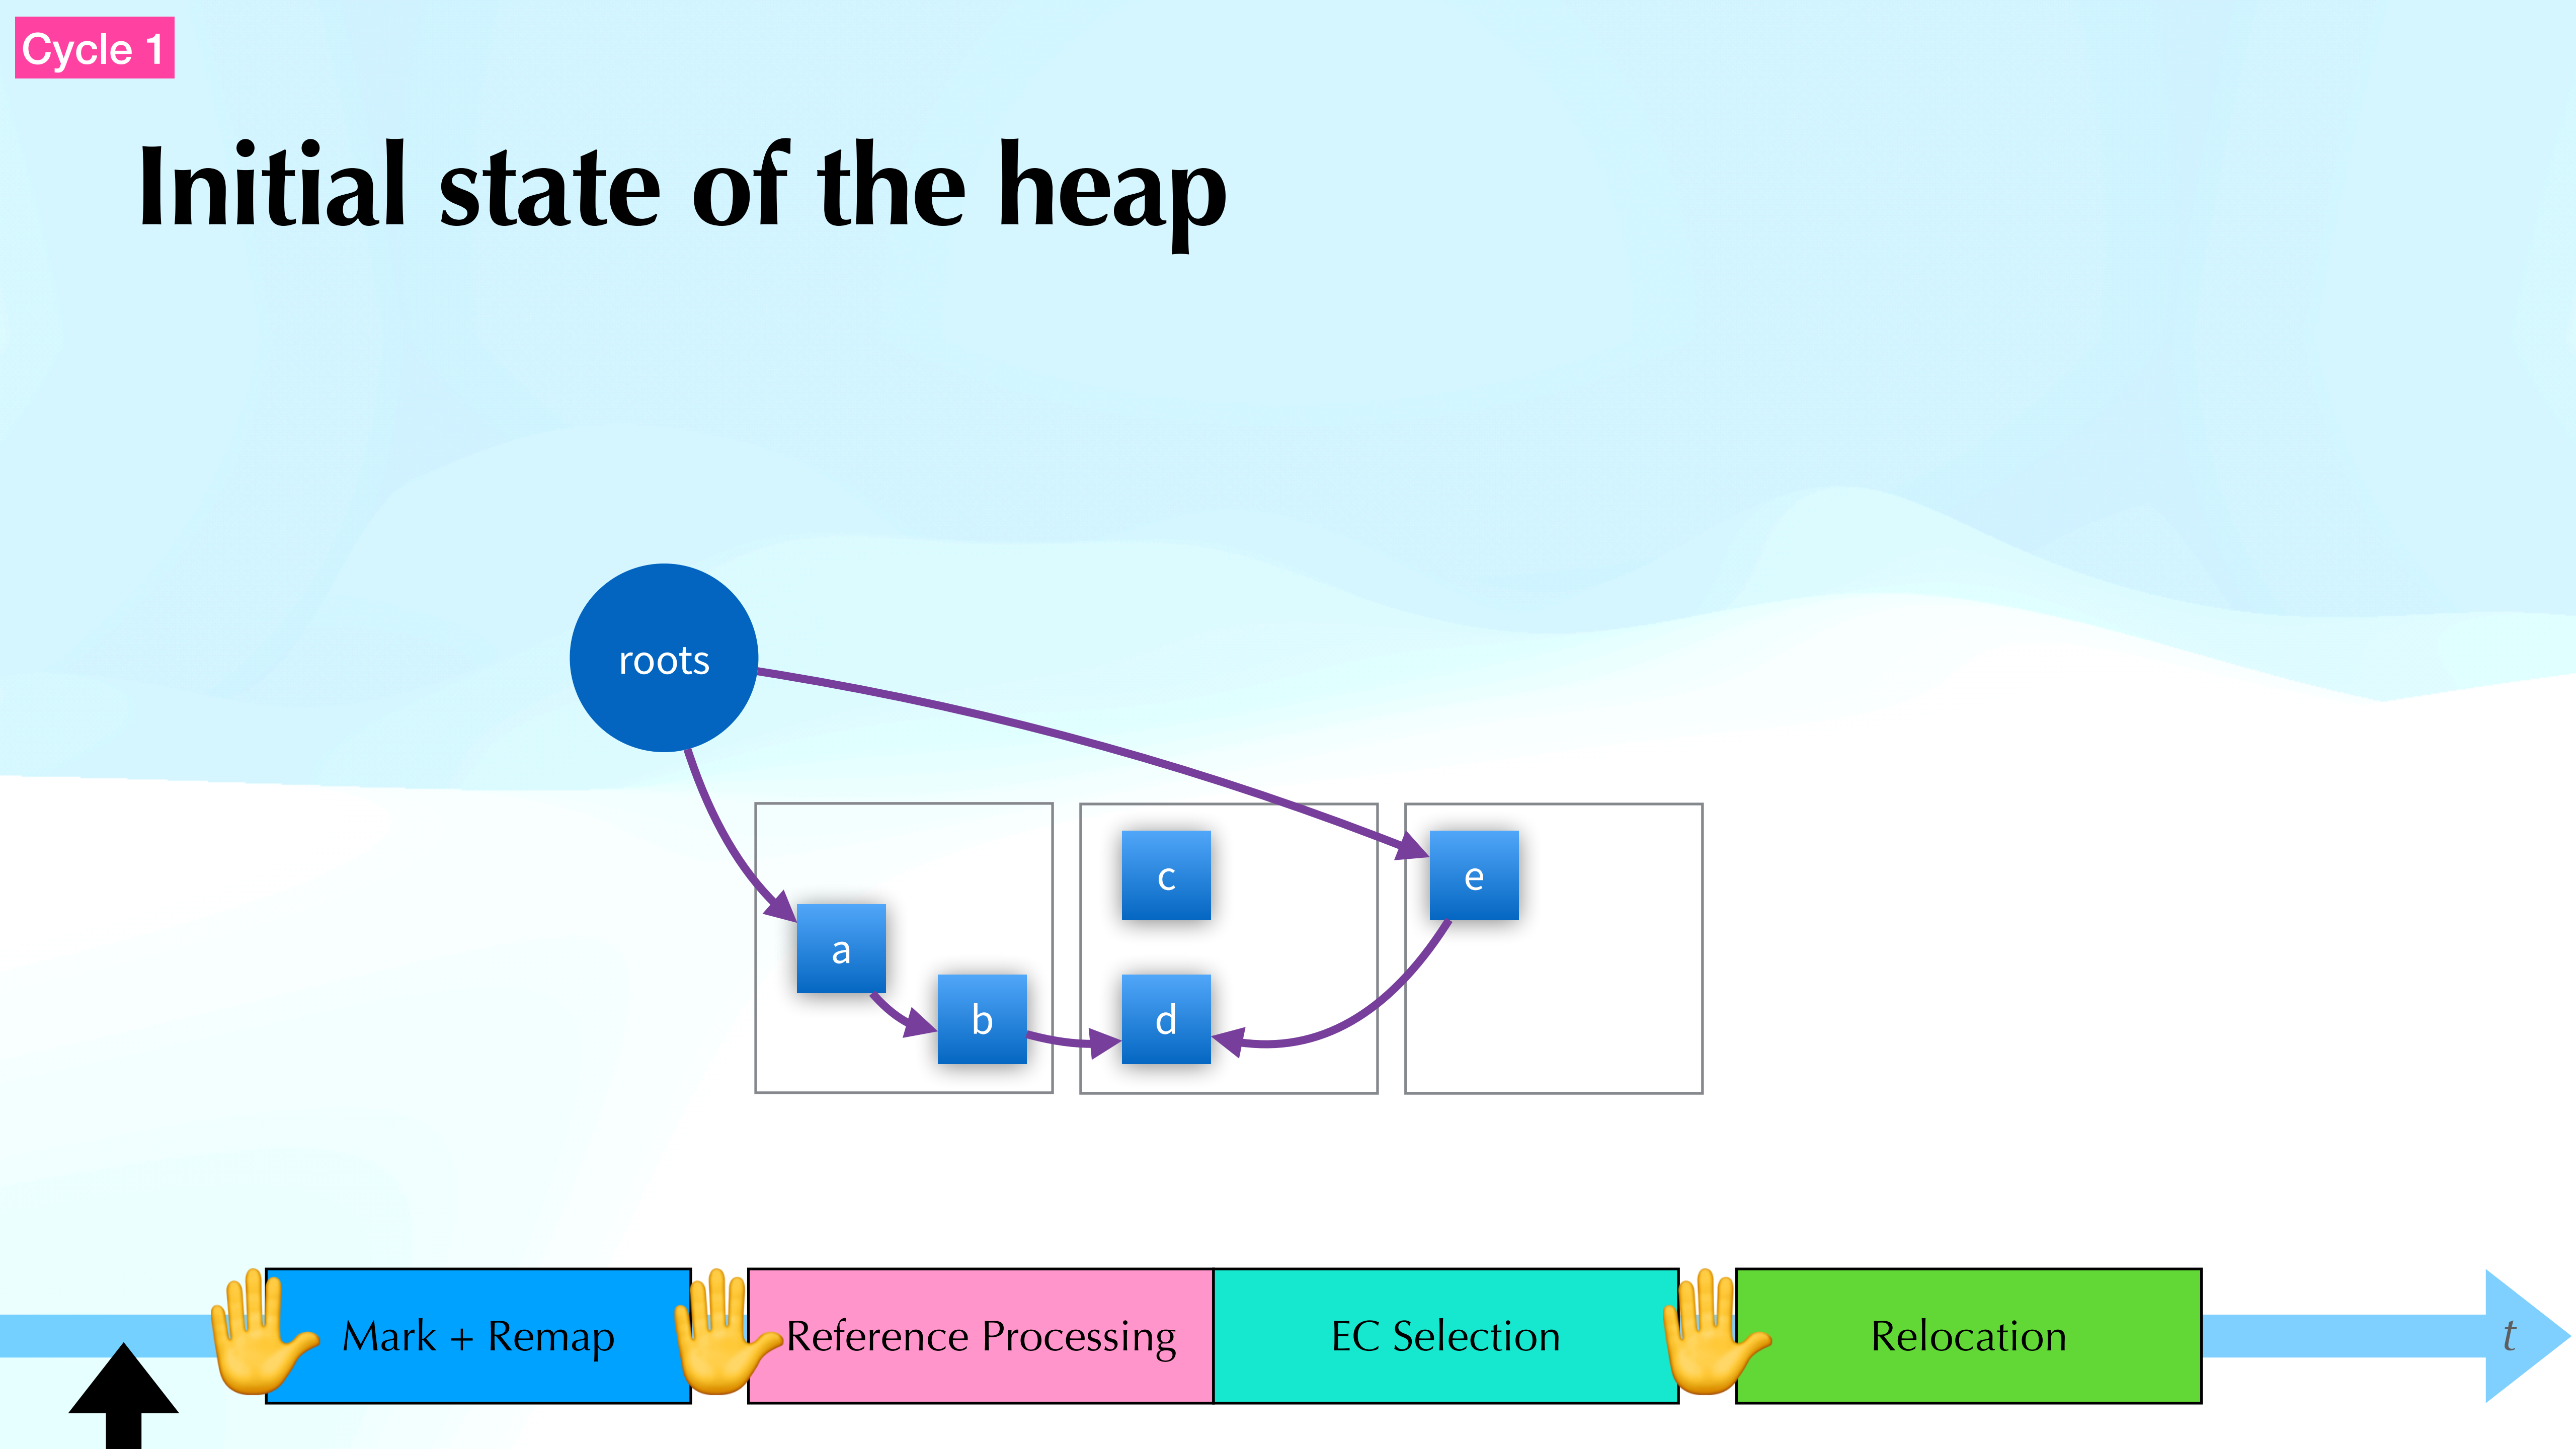 Cycle 1
Initial state of the heap
roots
c
e
a
b
d
Mark + Remap
Reference Processing
EC Selection
Relocation
t